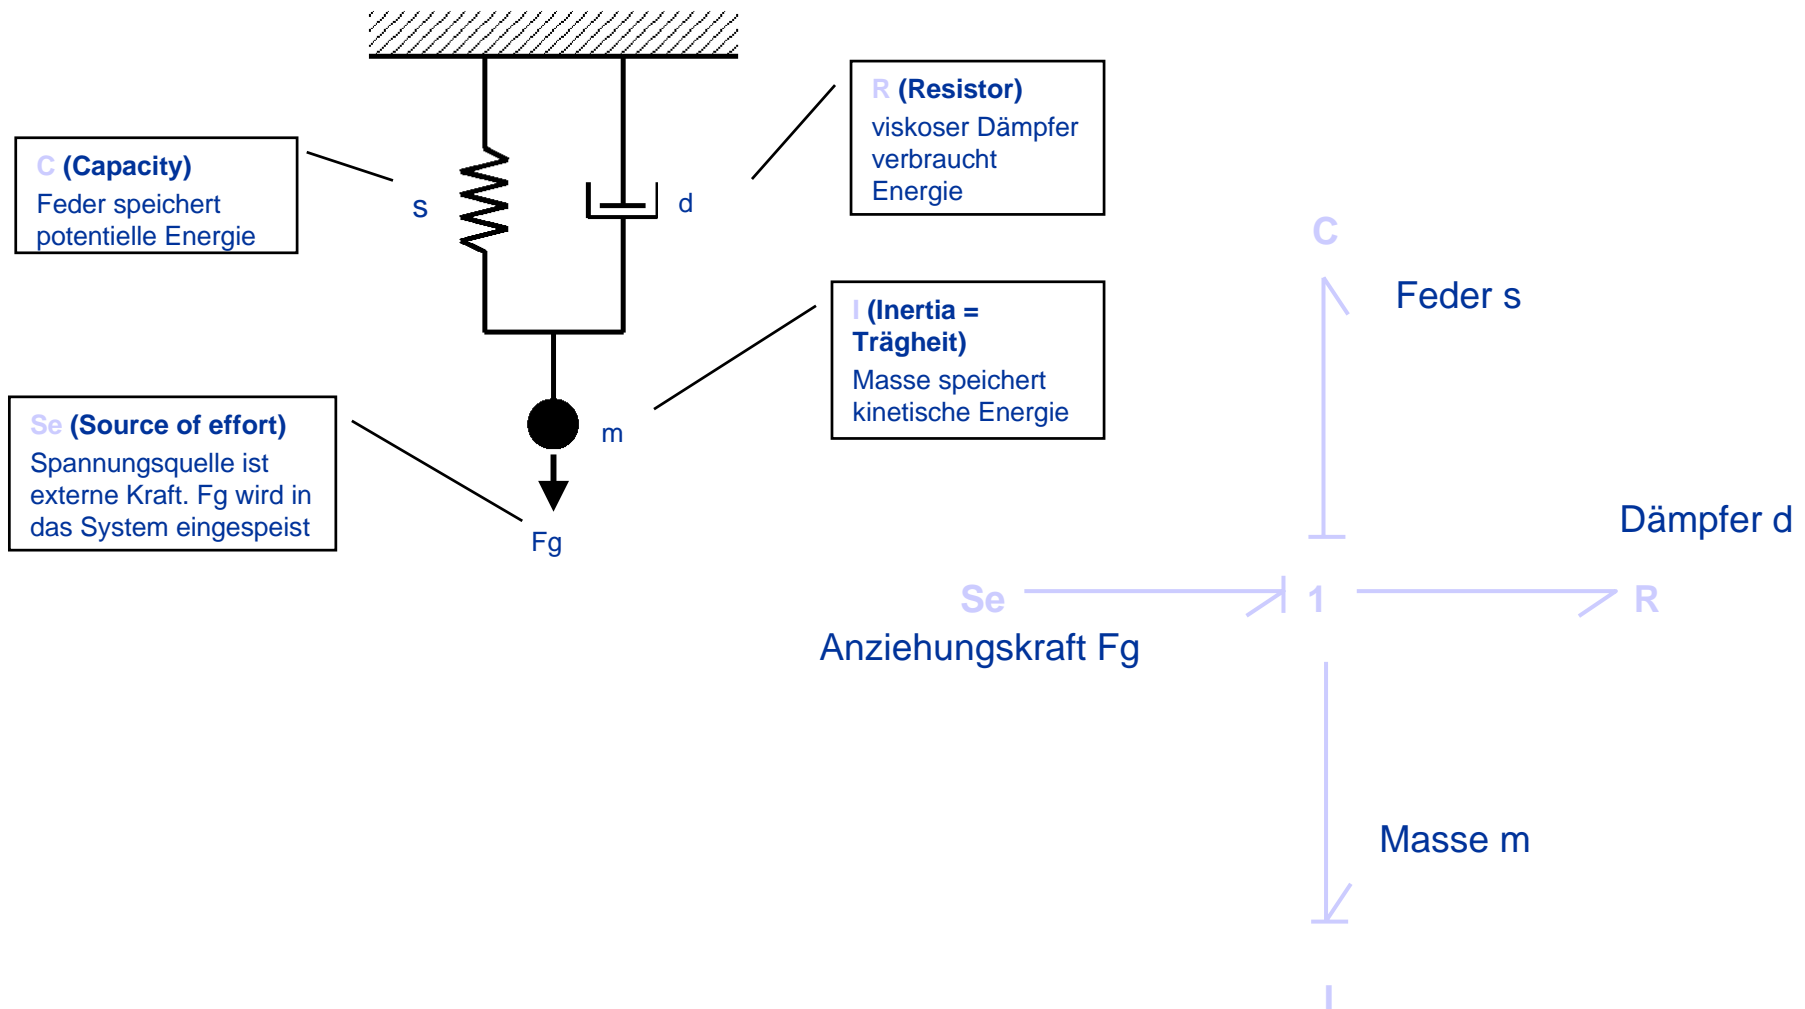 C (Capacity)
Feder speichert
potentielle Energie
s
d
R (Resistor)
viskoser Dämpfer
verbraucht
Energie
I (Inertia =
Trägheit)
Masse speichert
kinetische Energie
Se (Source of effort)
Spannungsquelle ist
externe Kraft. Fg wird in
das System eingespeist
m
Fg
C
Feder s
Dämpfer d
Se
1
R
Anziehungskraft Fg
Masse m
I